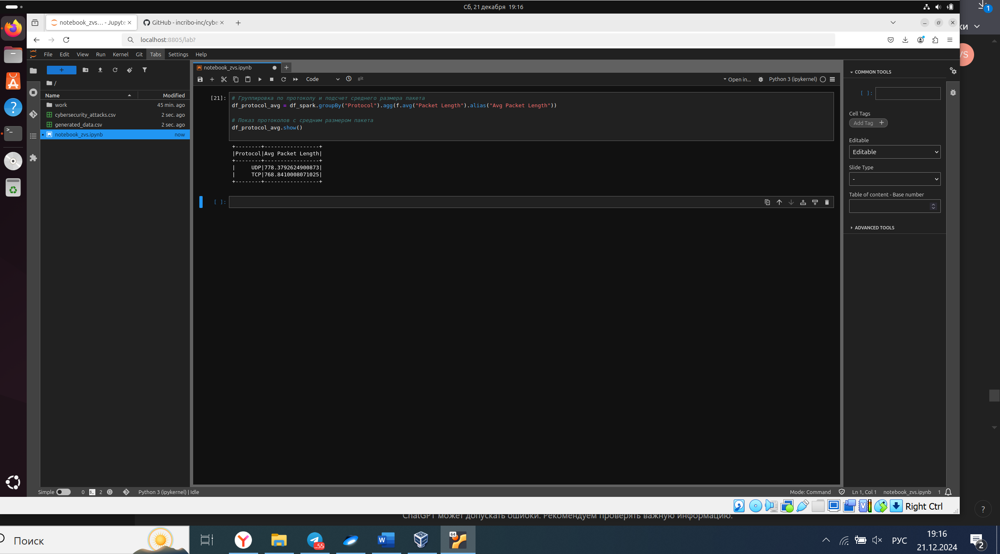 Сб, 21 декабря 19:16
1
notebook_zvs… - Jupyte
GitHub - incribo-inc/cybe
ки
localhost:8805/lab?
VS
File Edit View Run Kernel Git Tabs Settings Help
notebook_zvs.ipynb
COMMON TOOLS
Code
git
Open in...
Python 3 (ipykernel)
/
Name Modified
work 45 min. ago
cybersecurity_attacks.csv 2 sec. ago
generated_data.csv 2 sec. ago
notebook_zvs.ipynb now
[21]:
# Группировка по протоколу и подсчет среднего размера пакета
df_protocol_avg = df_spark.groupBy("Protocol").agg(f.avg("Packet Length").alias("Avg Packet Length"))
# Показ протоколов с средним размером пакета
df_protocol_avg.show()
+--------+-----------------+
|Protocol|Avg Packet Length|
+--------+-----------------+
|     UDP|778.3792624900873|
|     TCP|768.8410008071025|
+--------+-----------------+
[ ]:
[ ]:
Cell Tags
Add Tag +
Editable
Editable
Slide Type
-
Table of content - Base number
ADVANCED TOOLS
Simple 0 $_ 2 Python 3 (ipykernel) | Idle
Mode: Command Ln 1, Col 1 notebook_zvs.ipynb 1
Right Ctrl
ChatGPT может допускать ошибки. Рекомендуем проверять важную информацию.
?
Поиск
..55
W
64
РУС
19:16
21.12.2024
2